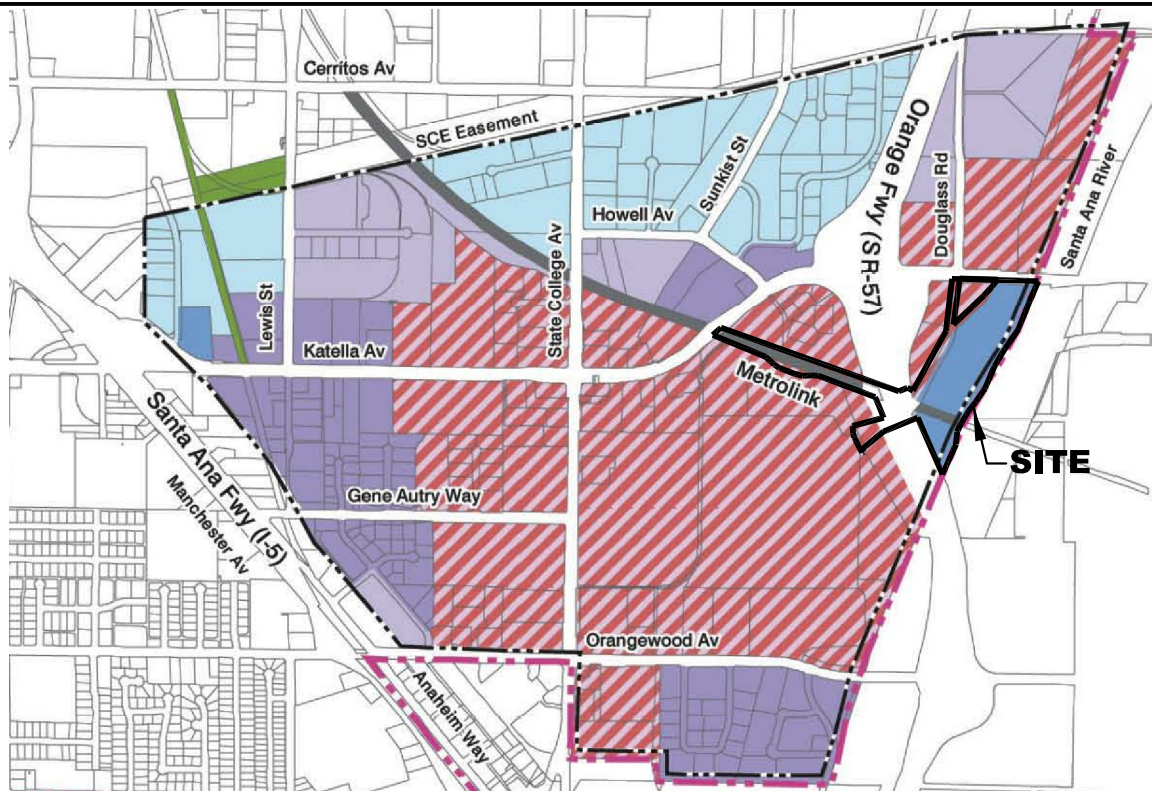 Cerritos Av
SCE Easement
Orange Fwy (S R-57)
Sunkist St
Douglass Rd
Santa Ana River
Howell Av
State College Av
Lewis St
Katella Av
Metrolink
SITE
Santa Ana Fwy (I-5)
Manchester Av
Gene Autry Way
Orangewood Av
Anaheim Way